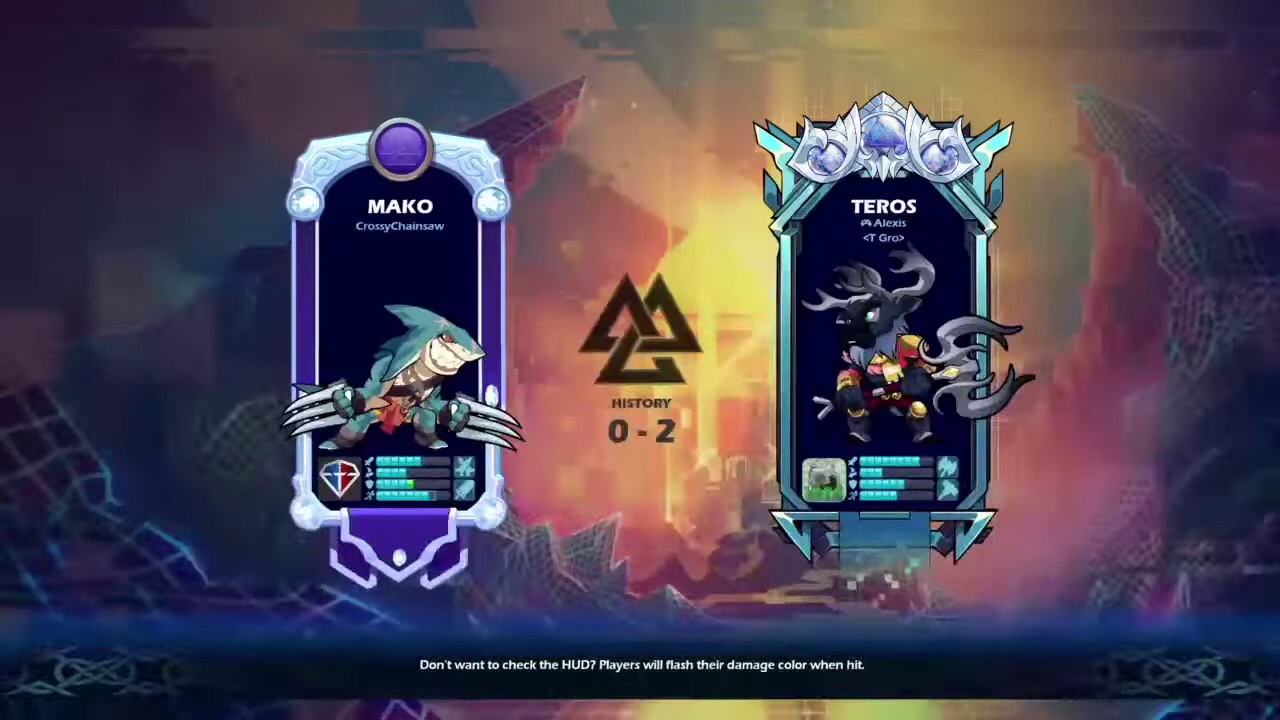 MAKO
CrossyChainsaw
TEROS
Alexis
<T Gro>
HISTORY
0 - 2
Don't want to check the HUD? Players will flash their damage color when hit.